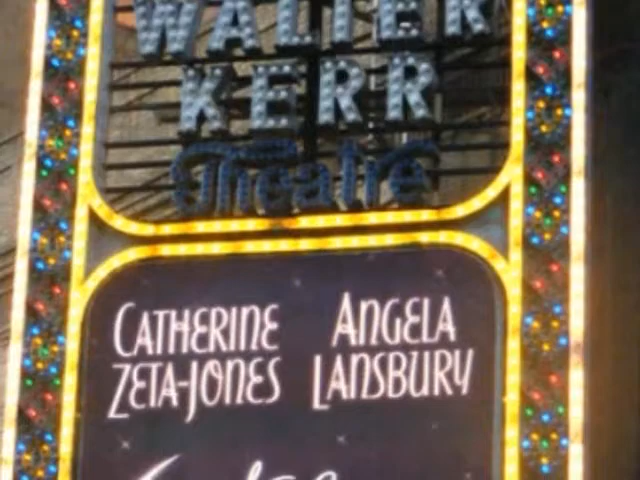 WALTER
KERR
Theatre
CATHERINE ANGELA
ZETA-JONES LANSBURY